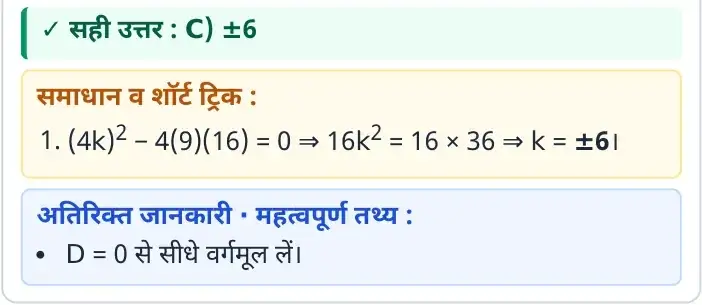 ✓ सही उत्तर : C) ±6
समाधान व शॉर्ट ट्रिक :
1. (4k)² − 4(9)(16) = 0 ⇒ 16k² = 16 × 36 ⇒ k = ±6।
अतिरिक्त जानकारी · महत्वपूर्ण तथ्य :
• D = 0 से सीधे वर्गमूल लें।